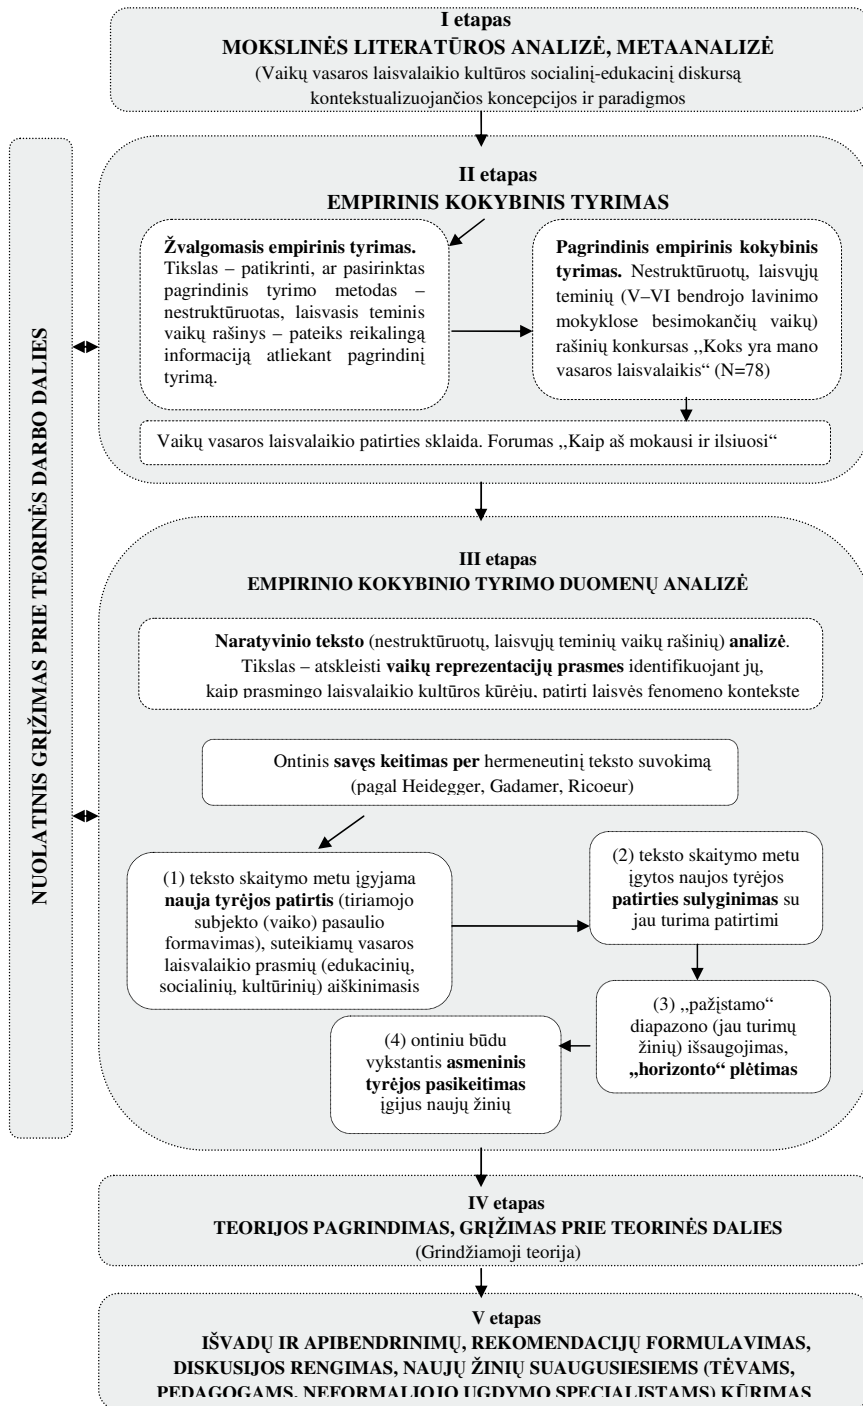 I etapas
MOKSLINĖS LITERATŪROS ANALIZĖ, METAANALIZĖ
(Vaikų vasaros laisvalaikio kultūros socialinį-edukacinį diskursą
kontekstualizuojančios koncepcijos ir paradigmos
NUOLATINIS GRĮŽIMAS PRIE TEORINĖS DARBO DALIES
II etapas
EMPIRINIS KOKYBINIS TYRIMAS
Žvalgomasis empirinis tyrimas.
Tikslas – patikrinti, ar pasirinktas
pagrindinis tyrimo metodas –
nestruktūruotas, laisvasis teminis
vaikų rašinys – pateiks reikalingą
informaciją atliekant pagrindinį
tyrimą.
Pagrindinis empirinis kokybinis
tyrimas. Nestruktūruotų, laisvųjų
teminių (V–VI bendrojo lavinimo
mokyklose besimokančių vaikų)
rašinių konkursas „Koks yra mano
vasaros laisvalaikis“ (N=78)
Vaikų vasaros laisvalaikio patirties sklaida. Forumas „Kaip aš mokausi ir ilsiuosi“
III etapas
EMPIRINIO KOKYBINIO TYRIMO DUOMENŲ ANALIZĖ
Naratyvinio teksto (nestruktūruotų, laisvųjų teminių vaikų rašinių) analizė.
Tikslas – atskleisti vaikų reprezentacijų prasmes identifikuojant jų,
kaip prasmingo laisvalaikio kultūros kūrėjų, patirtį laisvės fenomeno kontekste
Ontinis savęs keitimas per hermeneutinį teksto suvokimą
(pagal Heidegger, Gadamer, Ricoeur)
(1) teksto skaitymo metu įgyjama
nauja tyrėjos patirtis (tiriamojo
subjekto (vaiko) pasaulio
formavimas), suteikiamų vasaros
laisvalaikio prasmių (edukacinių,
socialinių, kultūrinių) aiškinimasis
(2) teksto skaitymo metu
įgytos naujos tyrėjos
patirties sulyginimas su
jau turima patirtimi
(3) „pažįstamo“
diapazono (jau turimų
žinių) išsaugojimas,
„horizonto“ plėtimas
(4) ontiniu būdu
vykstantis asmeninis
tyrėjos pasikeitimas
įgijus naujų žinių
IV etapas
TEORIJOS PAGRINDIMAS, GRĮŽIMAS PRIE TEORINĖS DALIES
(Grindžiamoji teorija)
V etapas
IŠVADŲ IR APIBENDRINIMŲ, REKOMENDACIJŲ FORMULAVIMAS,
DISKUSIJOS RENGIMAS, NAUJŲ ŽINIŲ SUAUGUSIESIEMS (TĖVAMS,
PEDAGOGAMS, NEFORMALIOJO UGDYMO SPECIALISTAMS) KŪRIMAS